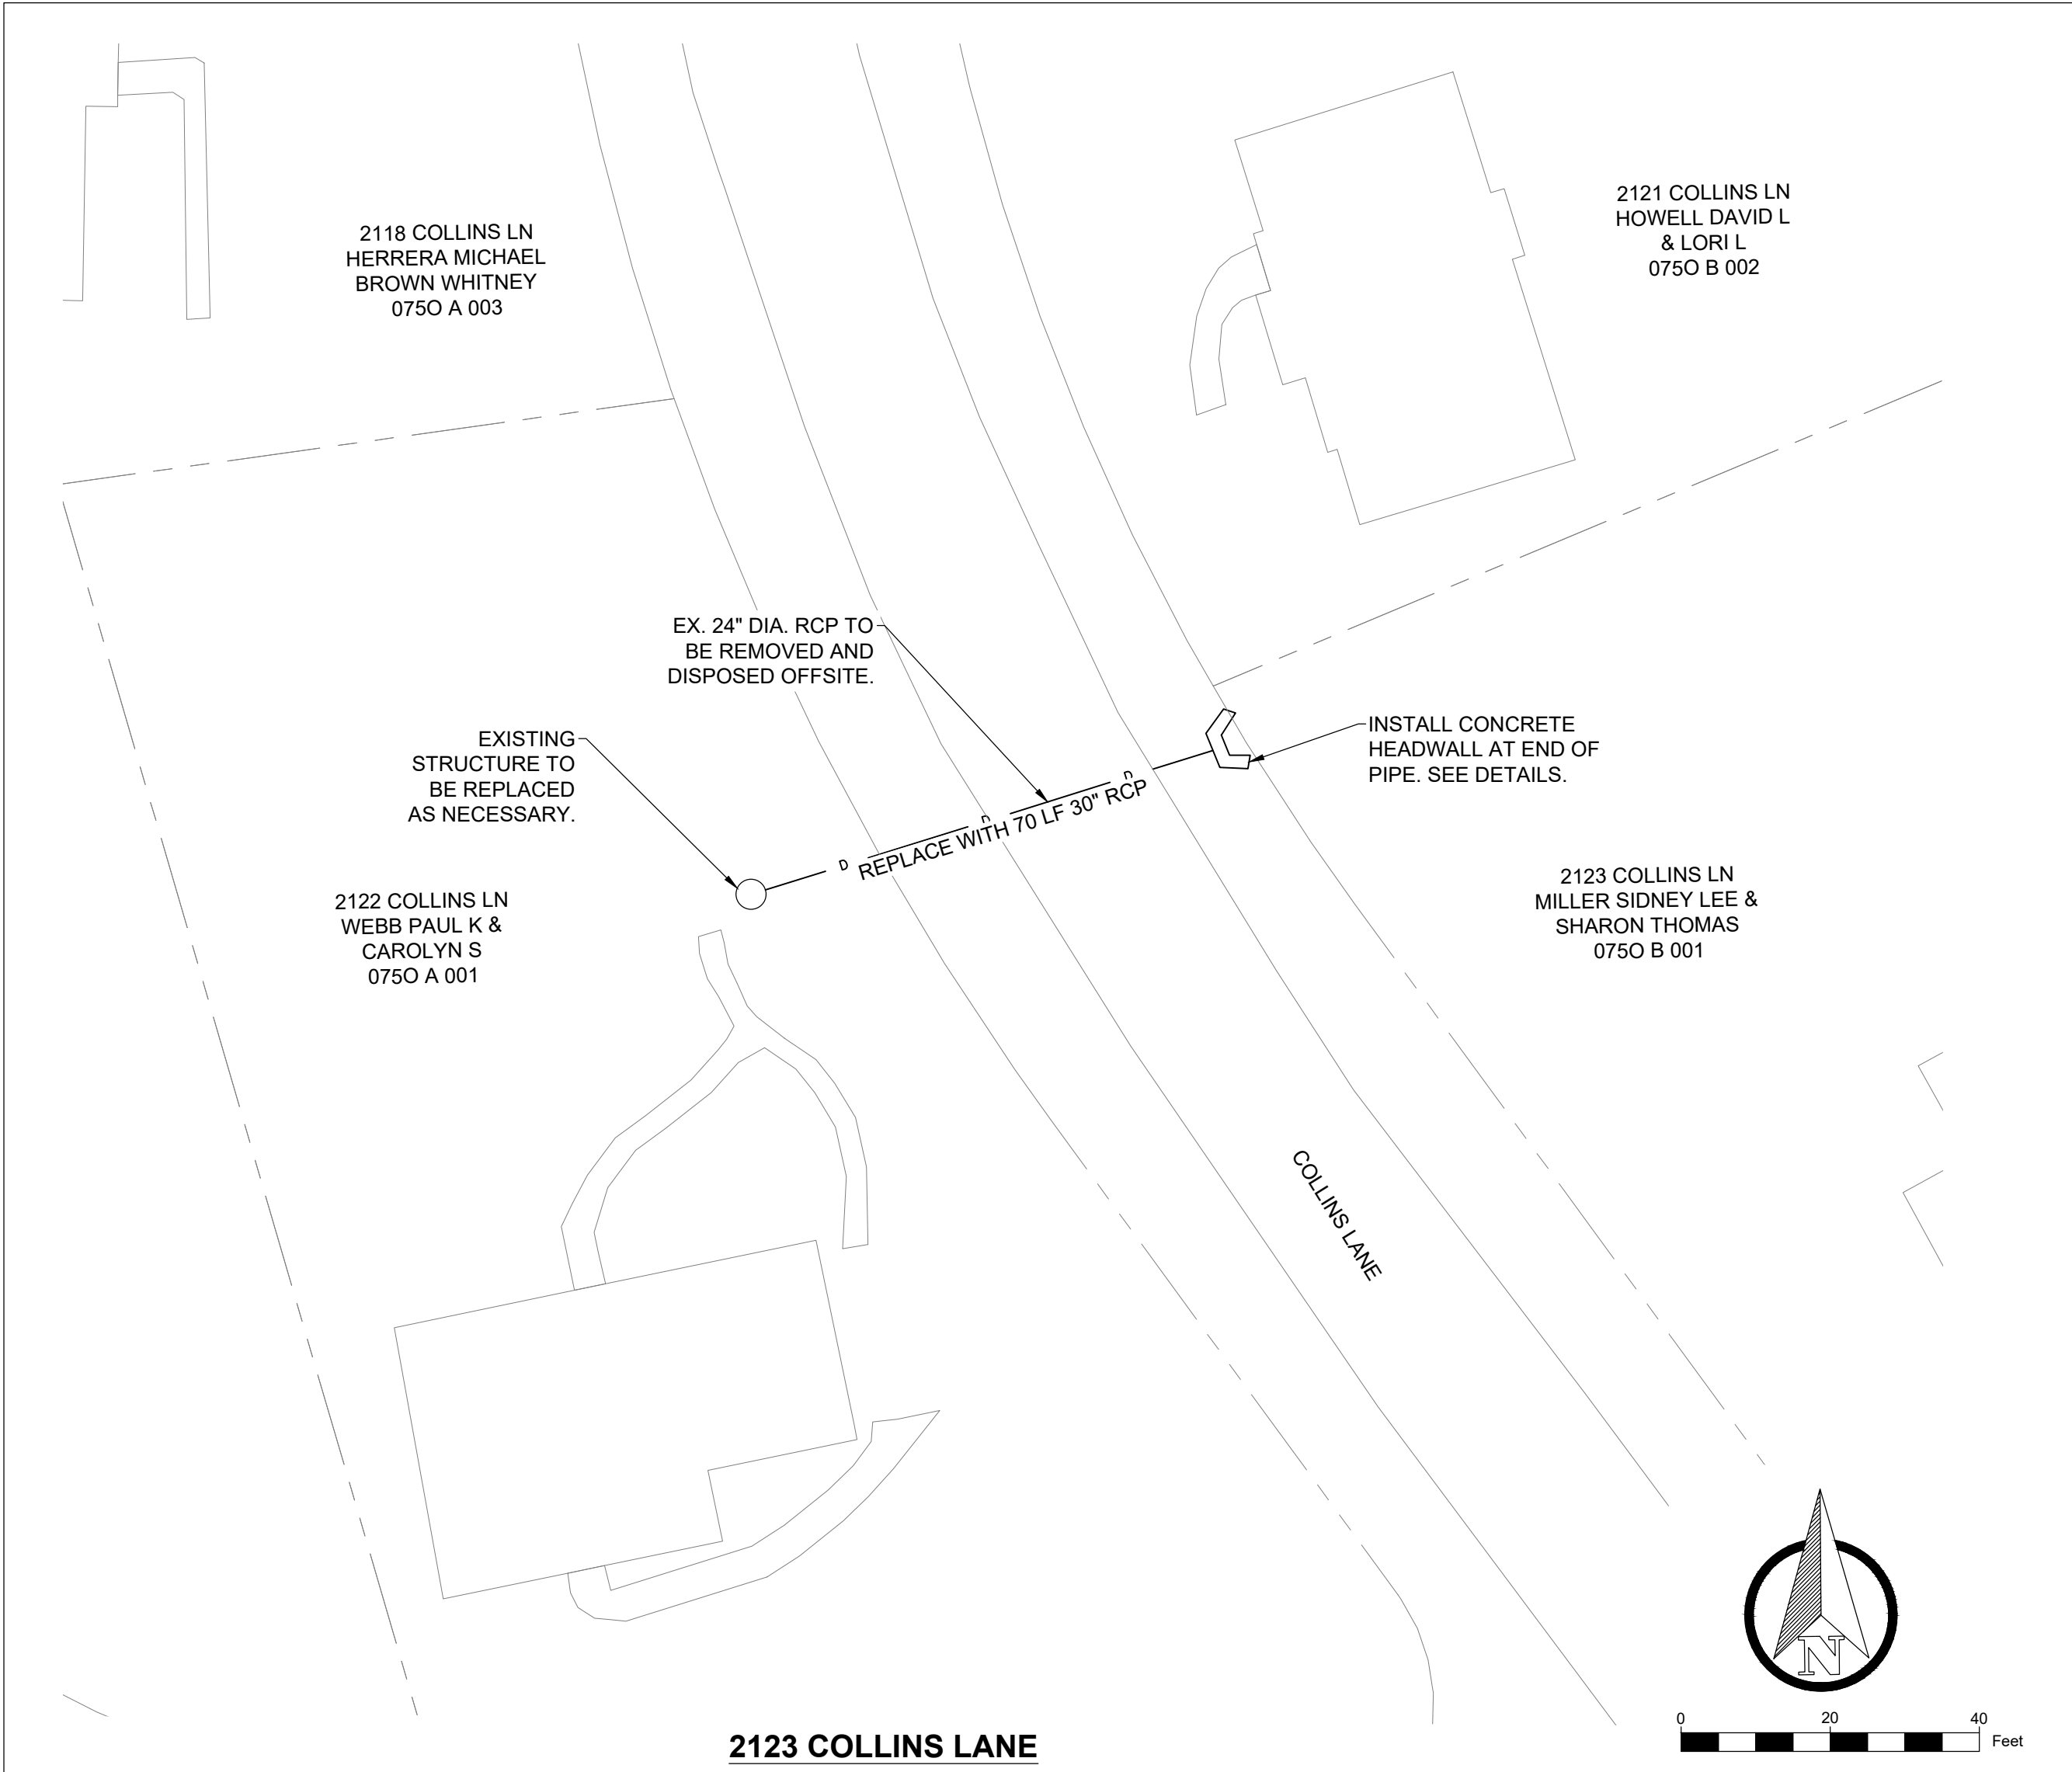 2118 COLLINS LN
HERRERA MICHAEL
BROWN WHITNEY
075O A 003
2121 COLLINS LN
HOWELL DAVID L
& LORI L
075O B 002
EX. 24" DIA. RCP TO
BE REMOVED AND
DISPOSED OFFSITE.
EXISTING
STRUCTURE TO
BE REPLACED
AS NECESSARY.
INSTALL CONCRETE
HEADWALL AT END OF
PIPE. SEE DETAILS.
D
D
D
REPLACE WITH 70 LF 30" RCP
2122 COLLINS LN
WEBB PAUL K &
CAROLYN S
075O A 001
2123 COLLINS LN
MILLER SIDNEY LEE &
SHARON THOMAS
075O B 001
COLLINS LANE
N
0 20 40
Feet
2123 COLLINS LANE